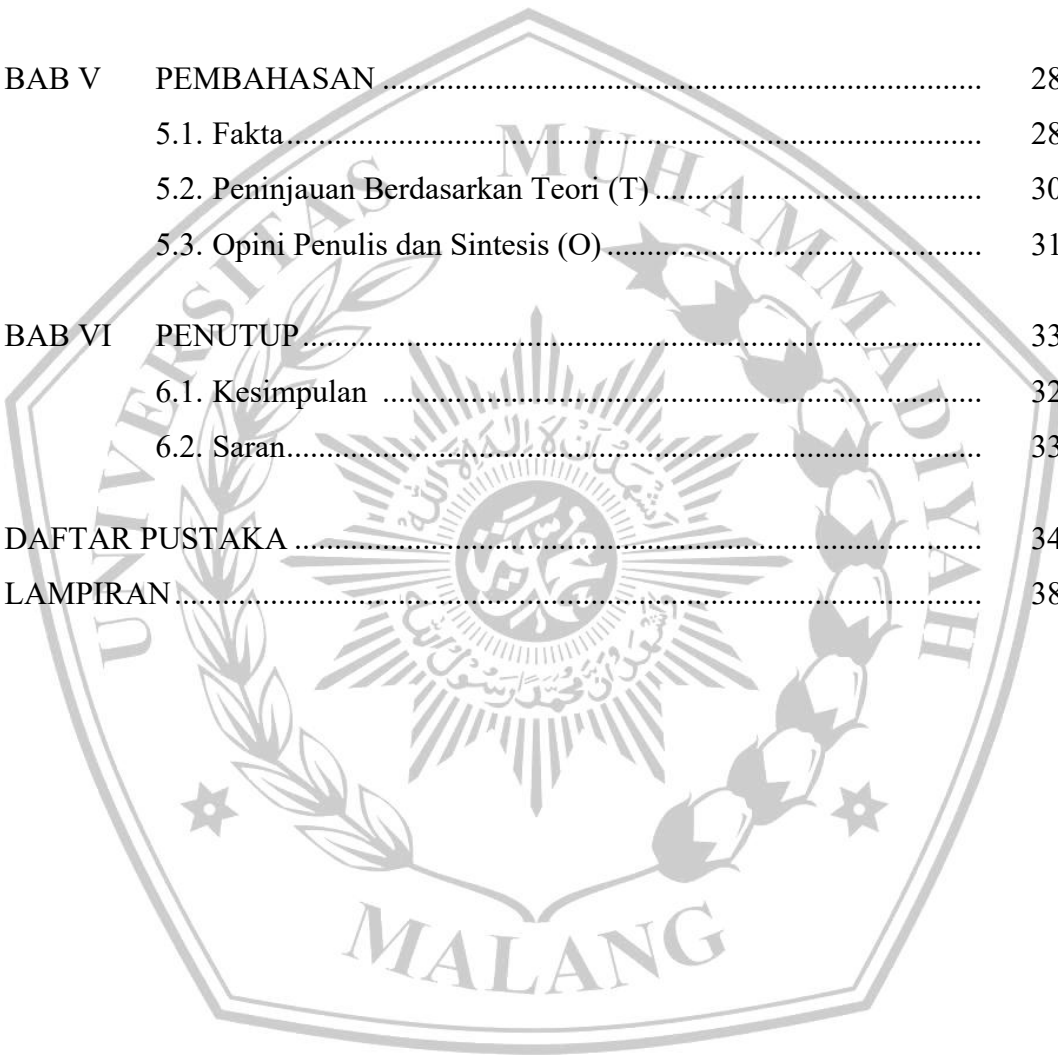 BAB V PEMBAHASAN ........................................................................... 28
5.1. Fakta....................................................................................... 28
5.2. Peninjauan Berdasarkan Teori (T) ......................................... 30
5.3. Opini Penulis dan Sintesis (O) ............................................... 31
BAB VI PENUTUP..................................................................................... 33
6.1. Kesimpulan ........................................................................... 32
6.2. Saran....................................................................................... 33
DAFTAR PUSTAKA ...................................................................................... 34
LAMPIRAN..................................................................................................... 38
UNIVERSITAS MUHAMMADIYAH
MALANG